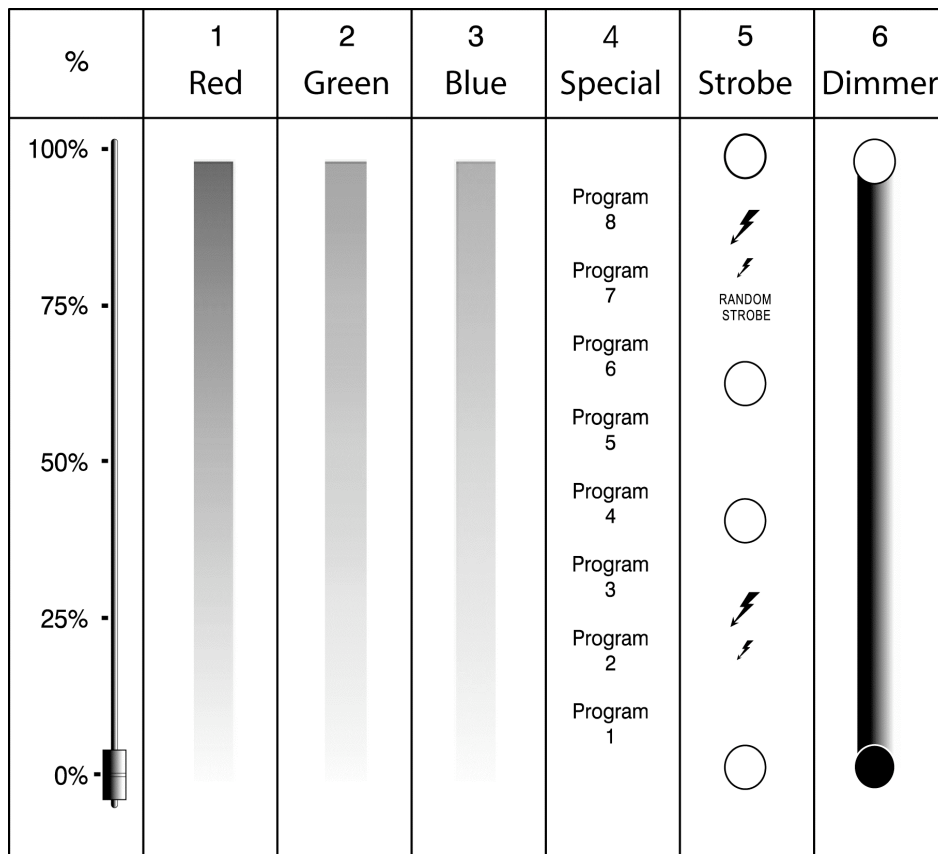 %
1
Red
2
Green
3
Blue
4
Special
5
Strobe
6
Dimmer
100%
75%
50%
25%
0%
Program
8
Program
7
Program
6
Program
5
Program
4
Program
3
Program
2
Program
1
RANDOM
STROBE